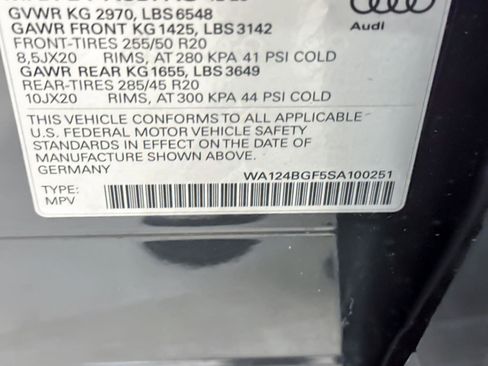 GVWR KG 2970, LBS 6548
GAWR FRONT KG 1425, LBS 3142
FRONT-TIRES 255/50 R20
8,5JX20 RIMS, AT 280 KPA 41 PSI COLD
GAWR REAR KG 1655, LBS 3649
REAR-TIRES 285/45 R20
10JX20 RIMS, AT 300 KPA 44 PSI COLD
Audi
THIS VEHICLE CONFORMS TO ALL APPLICABLE
U.S. FEDERAL MOTOR VEHICLE SAFETY
STANDARDS IN EFFECT ON THE DATE OF
MANUFACTURE SHOWN ABOVE.
GERMANY
WA124BGF5SA100251
TYPE:
MPV